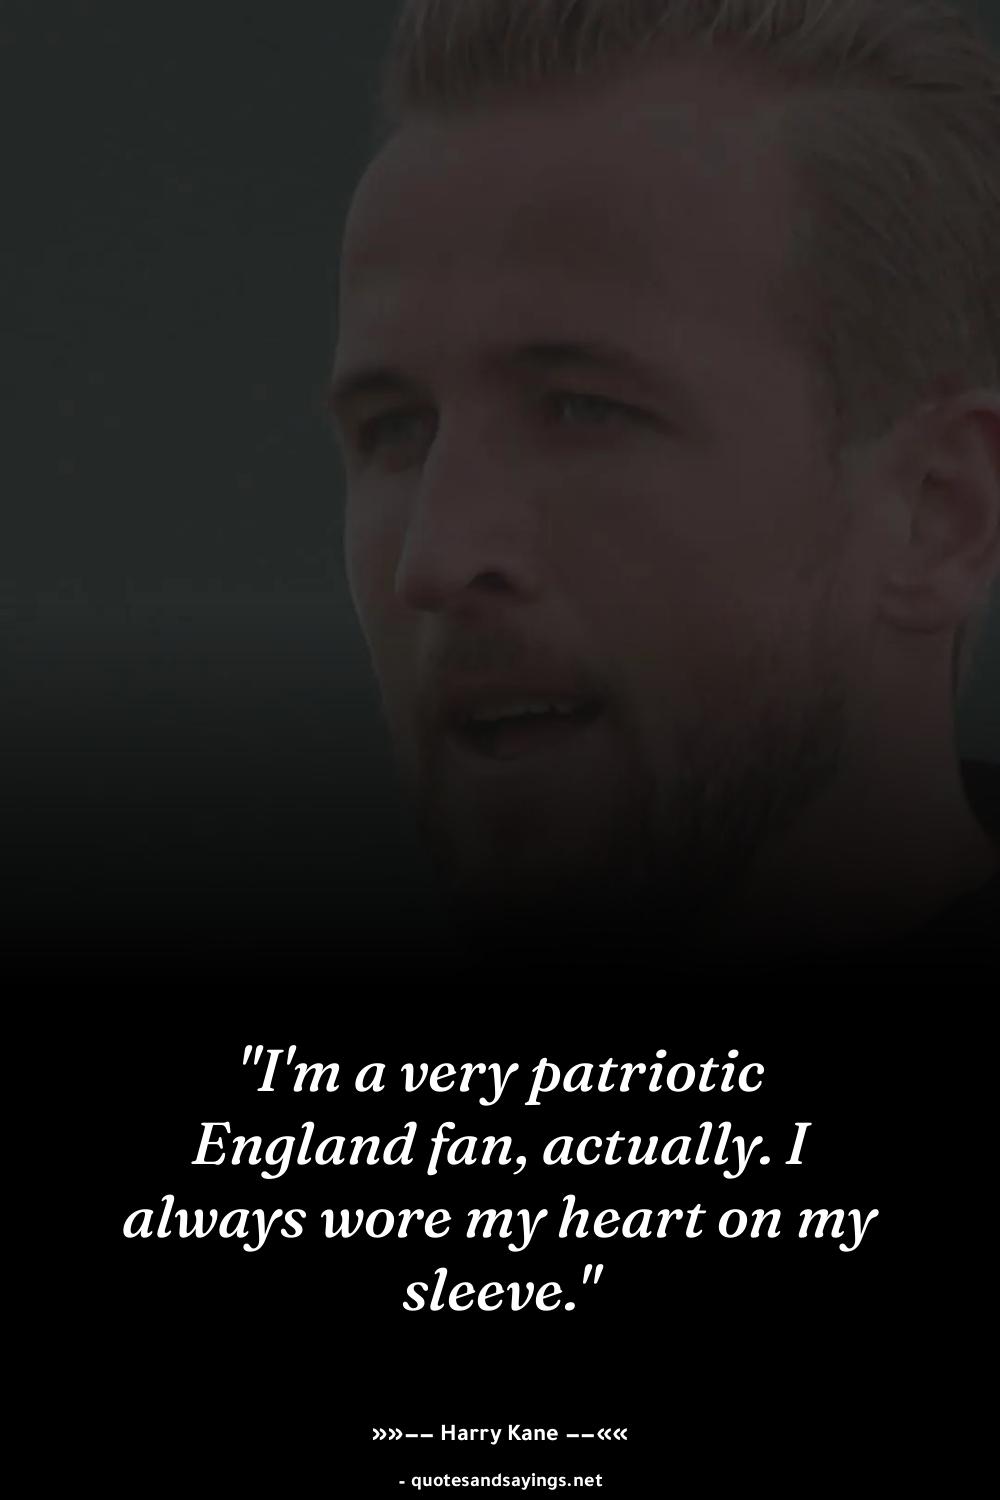 "I'm a very patriotic
England fan, actually. I
always wore my heart on my
sleeve."
»»–– Harry Kane ––««
- quotesandsayings.net